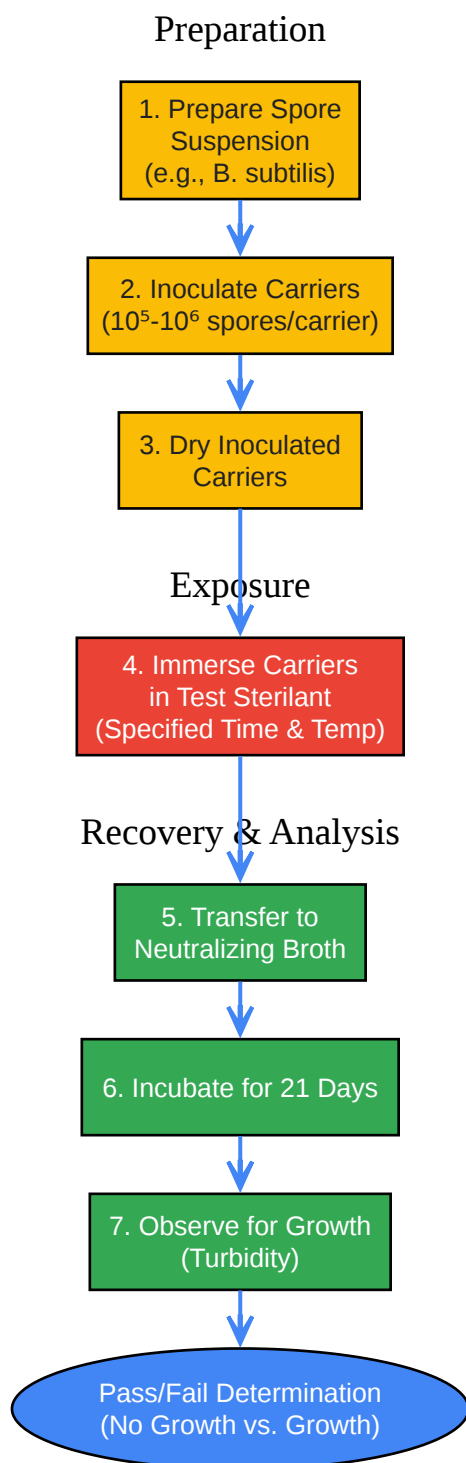 Preparation
1. Prepare Spore
Suspension
(e.g., B. subtilis)
2. Inoculate Carriers
(10⁵-10⁶ spores/carrier)
3. Dry Inoculated
Carriers
Exposure
4. Immerse Carriers
in Test Sterilant
(Specified Time & Temp)
Recovery & Analysis
5. Transfer to
Neutralizing Broth
6. Incubate for 21 Days
7. Observe for Growth
(Turbidity)
Pass/Fail Determination
(No Growth vs. Growth)